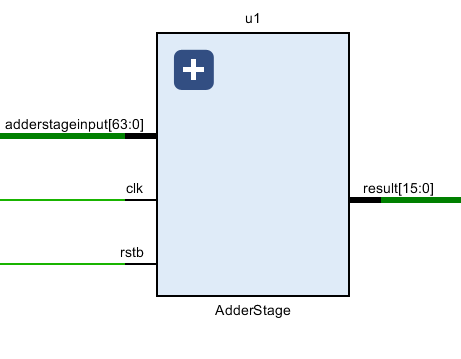 u1
adderstageinput[63:0]
clk
result[15:0]
rstb
AdderStage